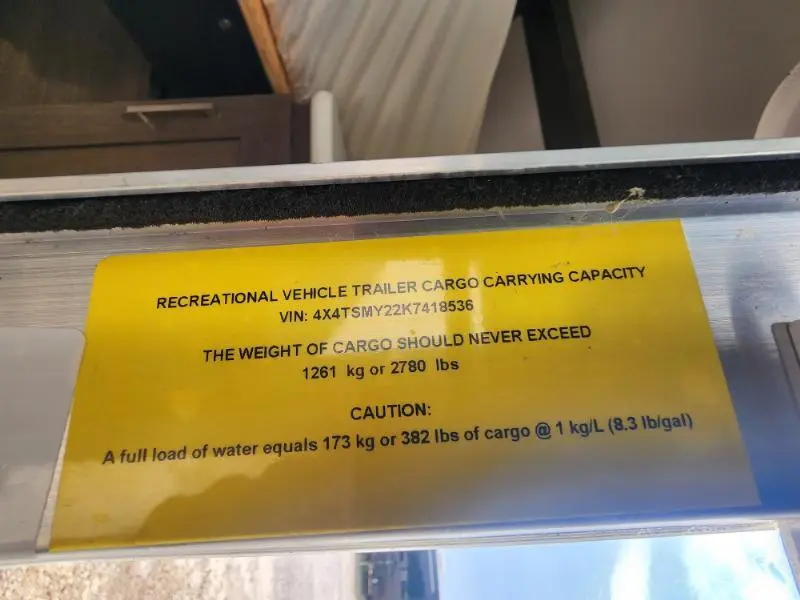 RECREATIONAL VEHICLE TRAILER CARGO CARRYING CAPACITY
VIN: 4X4TSMY22K7418536
THE WEIGHT OF CARGO SHOULD NEVER EXCEED
1261 kg or 2780 lbs
CAUTION:
A full load of water equals 173 kg or 382 lbs of cargo @ 1 kg/L (8.3 lb/gal)